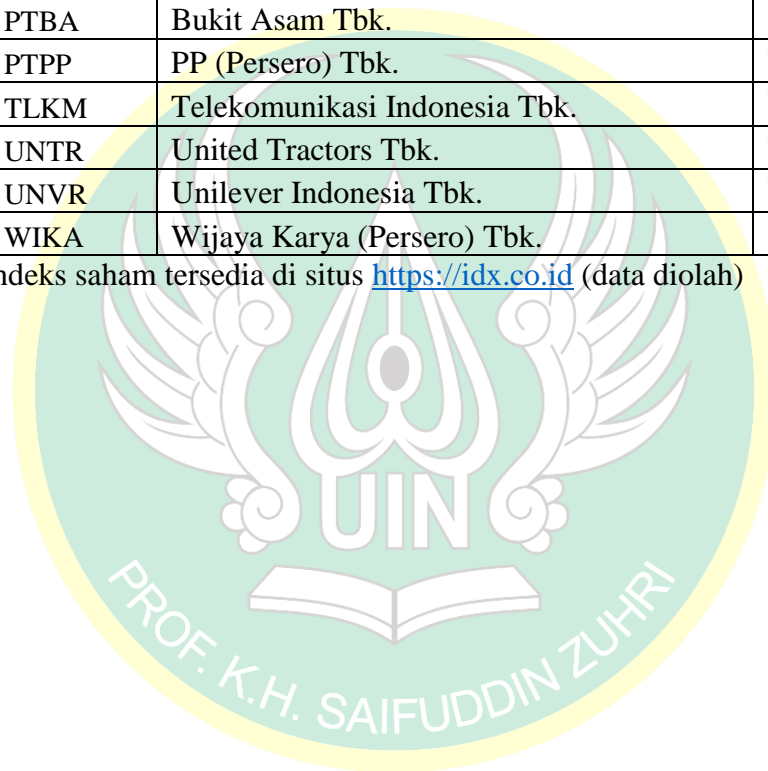 PTBA Bukit Asam Tbk.
PTPP PP (Persero) Tbk.
TLKM Telekomunikasi Indonesia Tbk.
UNTR United Tractors Tbk.
UNVR Unilever Indonesia Tbk.
WIKA Wijaya Karya (Persero) Tbk.
ndeks saham tersedia di situs https://idx.co.id (data diolah)
UIN
PROF. K.H. SAIFUDDIN ZUHRI